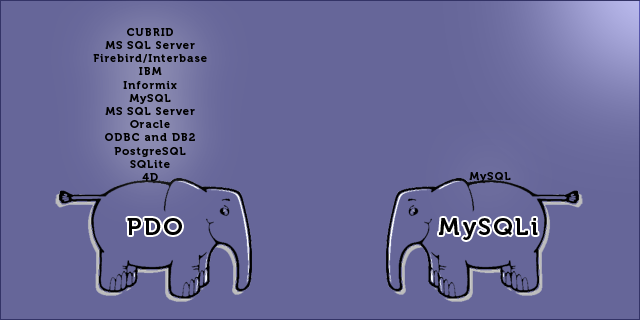 CUBRID
MS SQL Server
Firebird/Interbase
IBM
Informix
MySQL
MS SQL Server
Oracle
ODBC and DB2
PostgreSQL
SQLite
4D
PDO
MySQL
MySQLi